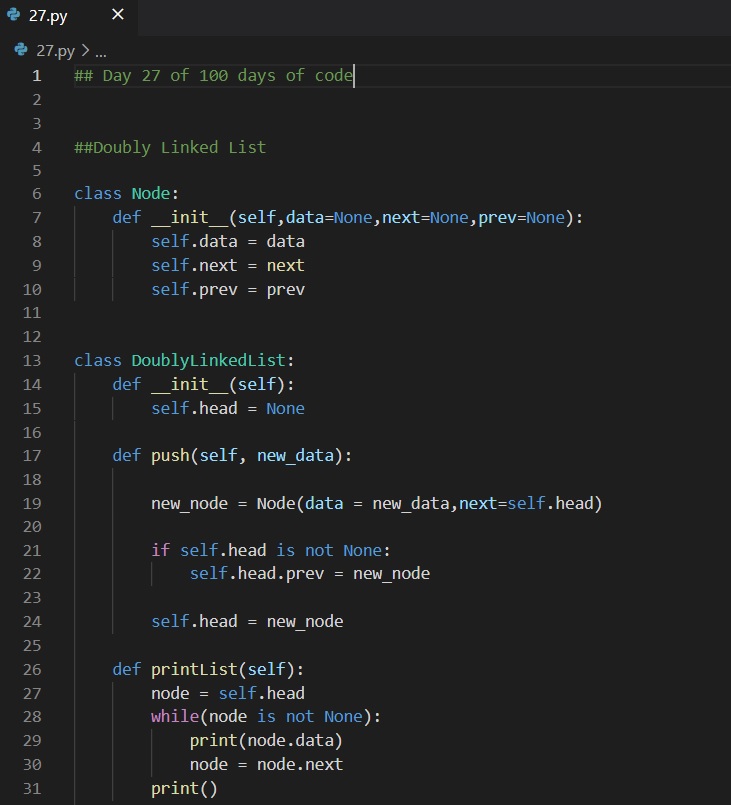 27.py ×
27.py > ...
1 ## Day 27 of 100 days of code
2
3
4 ##Doubly Linked List
5
6 class Node:
7     def __init__(self,data=None,next=None,prev=None):
8         self.data = data
9         self.next = next
10         self.prev = prev
11
12
13 class DoublyLinkedList:
14     def __init__(self):
15         self.head = None
16
17     def push(self, new_data):
18
19         new_node = Node(data = new_data,next=self.head)
20
21         if self.head is not None:
22             self.head.prev = new_node
23
24         self.head = new_node
25
26     def printList(self):
27         node = self.head
28         while(node is not None):
29             print(node.data)
30             node = node.next
31         print()